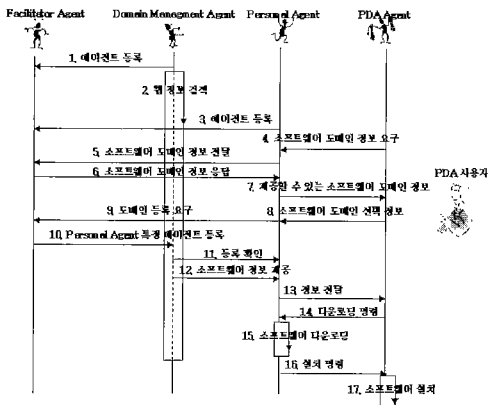 Facilitator Agent Domain Managment Agent Personel Agent PDA Agent
1. 에이전트 등록
2. 웹 정보 검색
3. 에이전트 등록
4. 소프트웨어 도메인 정보 요구
5. 소프트웨어 도메인 정보 전달
6. 소프트웨어 도메인 정보 응답
7. 제공할 수 있는 소프트웨어 도메인 정보
PDA 사용자
8. 소프트웨어 도메인 선택 정보
9. 도메인 등록 요구
10. Personel Agent 특정 에이전트 등록
11. 등록 확인
12. 소프트웨어 정보 제공
13. 정보 전달
14. 다운로딩 명령
15. 소프트웨어 다운로딩
16. 설치 명령
17. 소프트웨어 설치